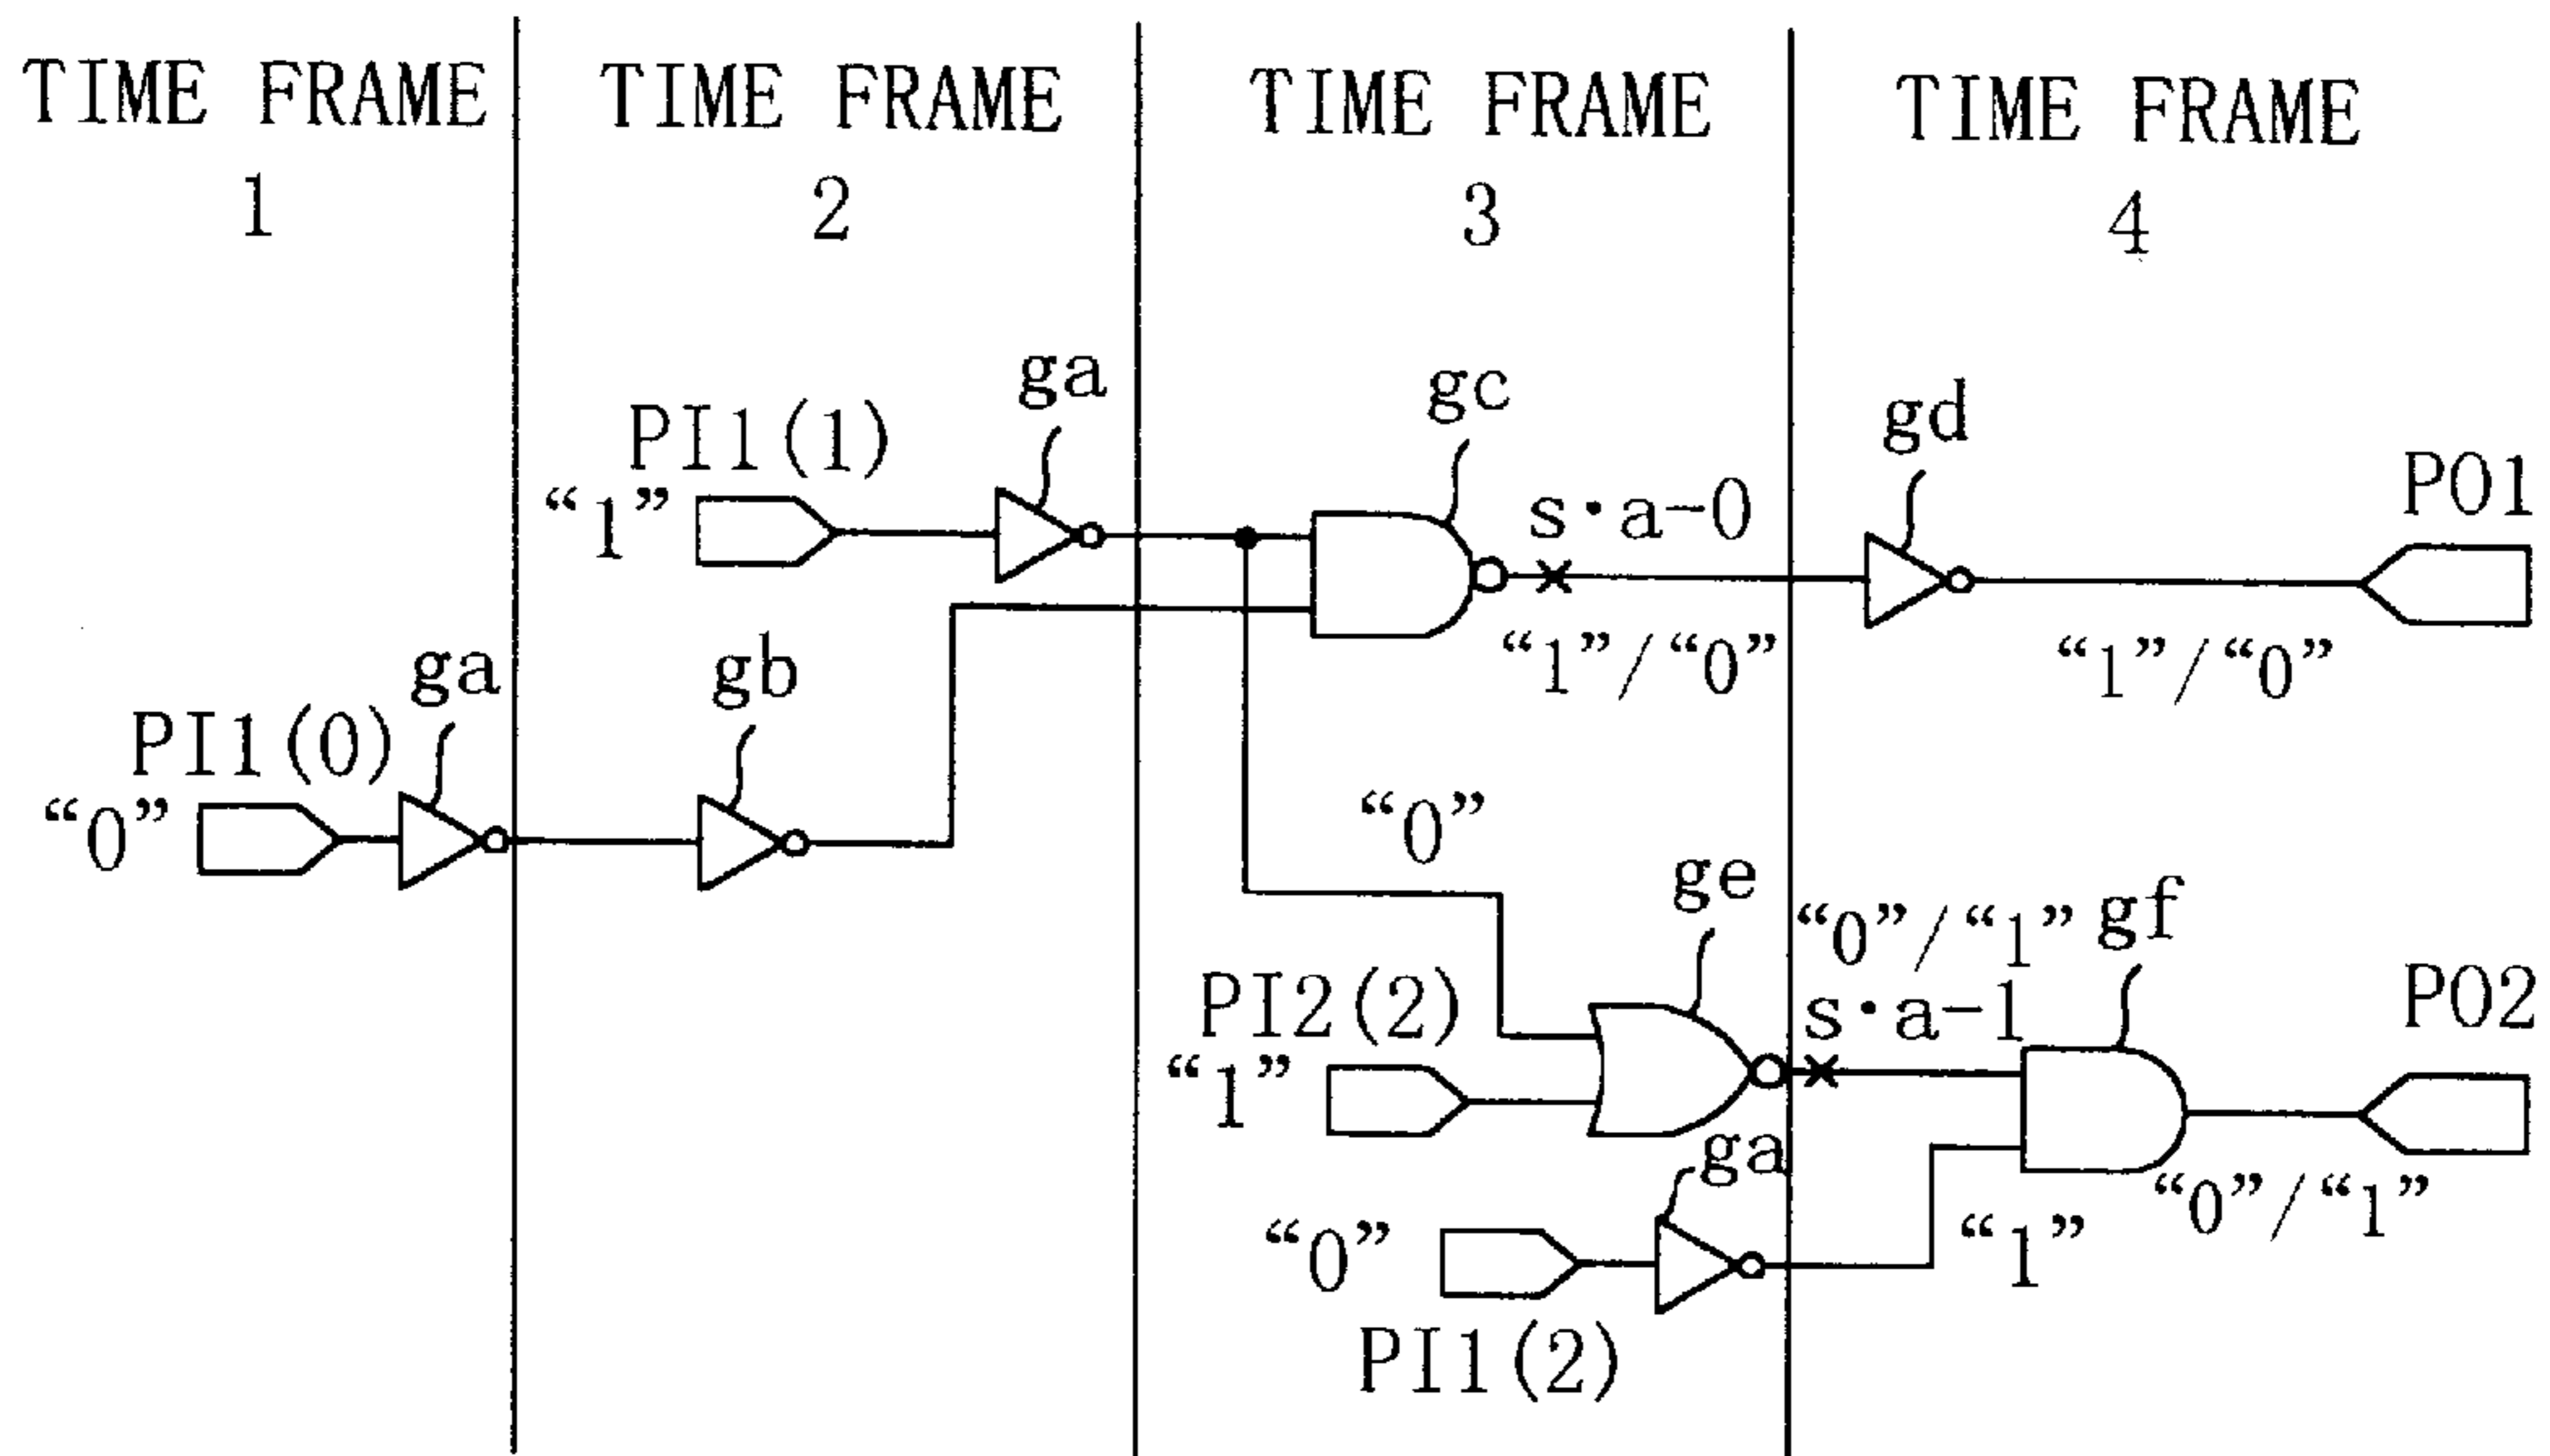 TIME FRAME 1
TIME FRAME 2
TIME FRAME 3
TIME FRAME 4
PI1(1)
“1”
ga
gc
s·a-0
“1”/“0”
gd
PO1
“1”/“0”
PI1(0)
“0”
ga
gb
“0”
ge
PI2(2)
“1”
“0”/“1”
s·a-1
gf
PO2
“0”/“1”
ga
“0”
PI1(2)
“1”